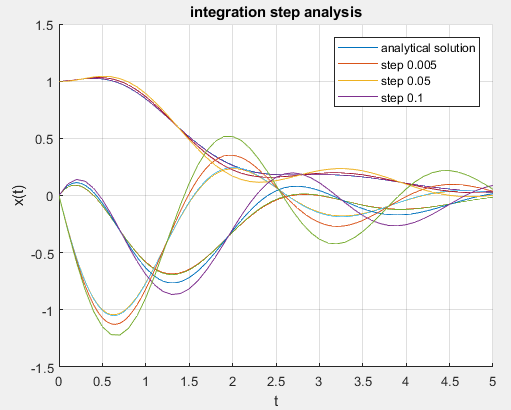 integration step analysis
1.5
1
0.5
0
-0.5
-1
-1.5
x(t)
analytical solution
step 0.005
step 0.05
step 0.1
0 0.5 1 1.5 2 2.5 3 3.5 4 4.5 5
t